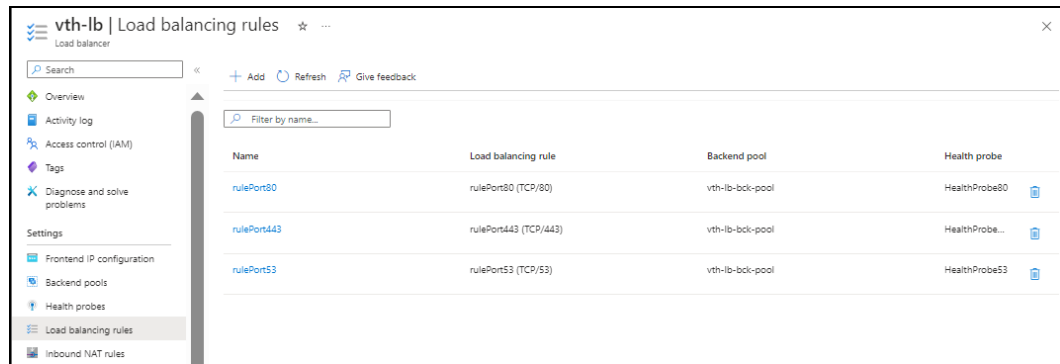 vth-lb | Load balancing rules ☆ ...
Load balancer
Search
«
+ Add Refresh Give feedback
Overview
Activity log
Access control (IAM)
Tags
Diagnose and solve
problems
Settings
Frontend IP configuration
Backend pools
Health probes
Load balancing rules
Inbound NAT rules
Filter by name...
Name Load balancing rule Backend pool Health probe
rulePort80 rulePort80 (TCP/80) vth-lb-bck-pool HealthProbe80
rulePort443 rulePort443 (TCP/443) vth-lb-bck-pool HealthProbe...
rulePort53 rulePort53 (TCP/53) vth-lb-bck-pool HealthProbe53